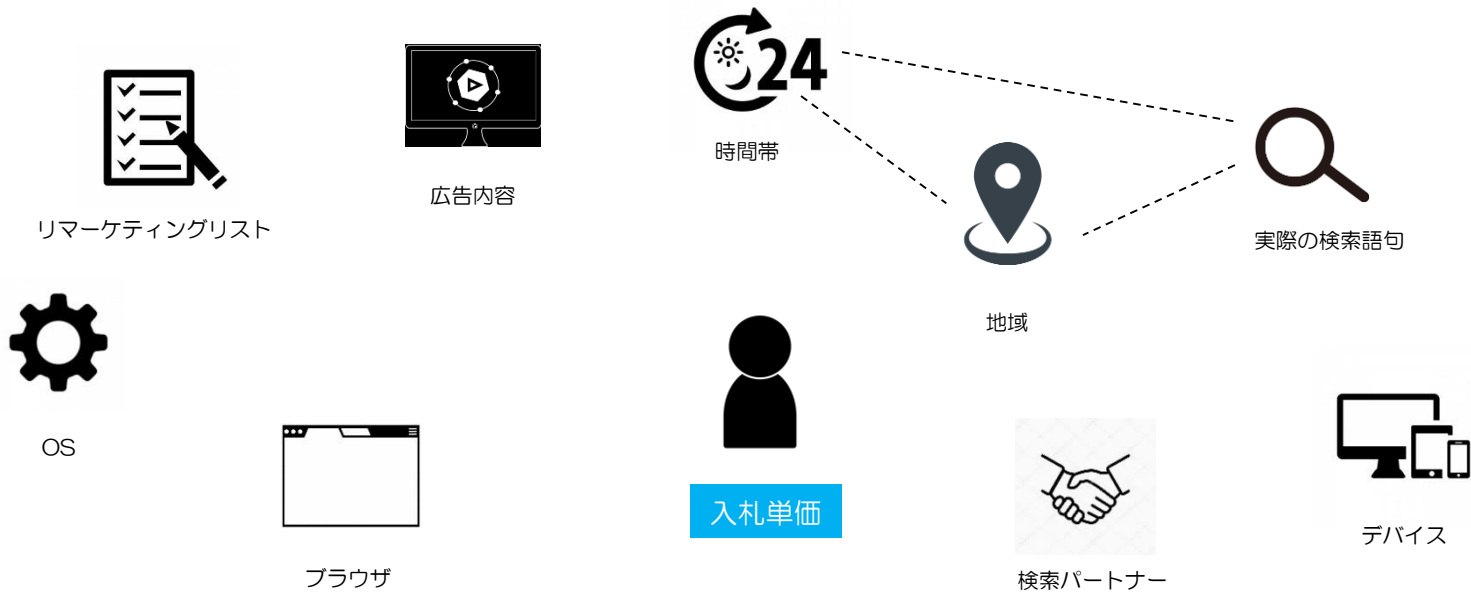 24
時間帯
広告内容
リマーケティングリスト
実際の検索語句
地域
OS
入札単価
デバイス
ブラウザ
検索パートナー